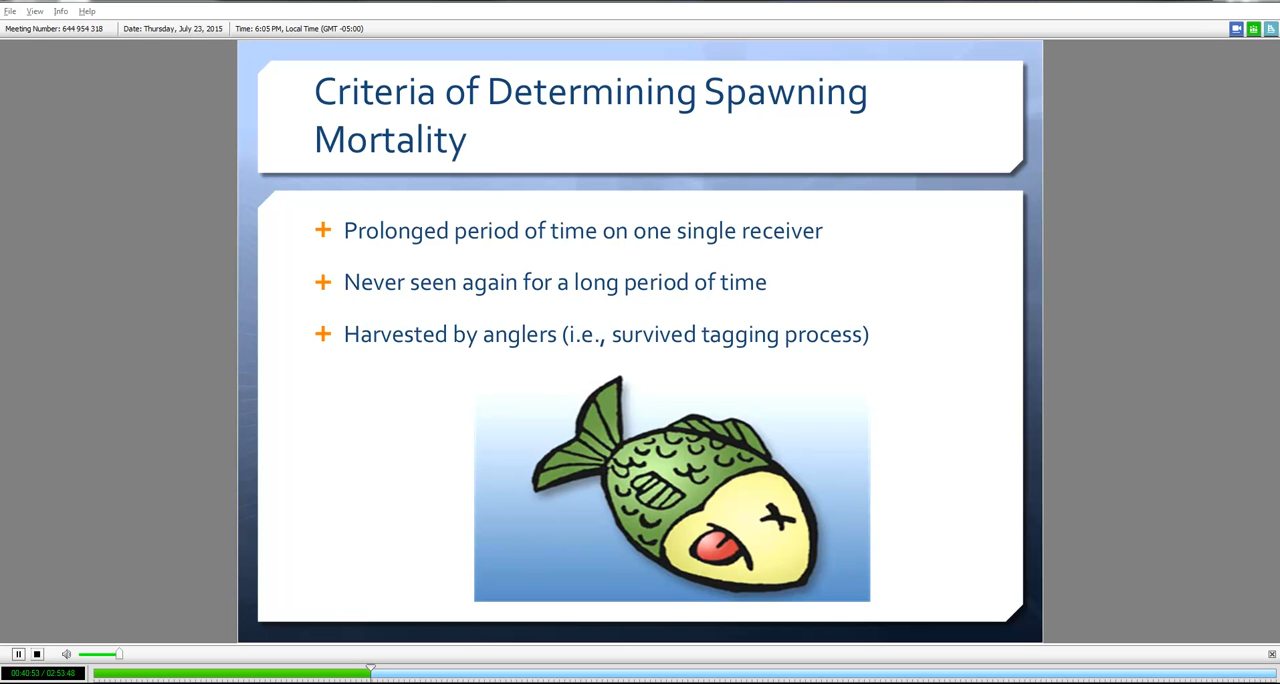 File View Info Help
Meeting Number: 644 954 318 Date: Thursday, July 23, 2015 Time: 6:05 PM, Local Time (GMT -05:00)
Criteria of Determining Spawning
Mortality
Prolonged period of time on one single receiver
Never seen again for a long period of time
Harvested by anglers (i.e., survived tagging process)
00:40:53 / 02:53:48